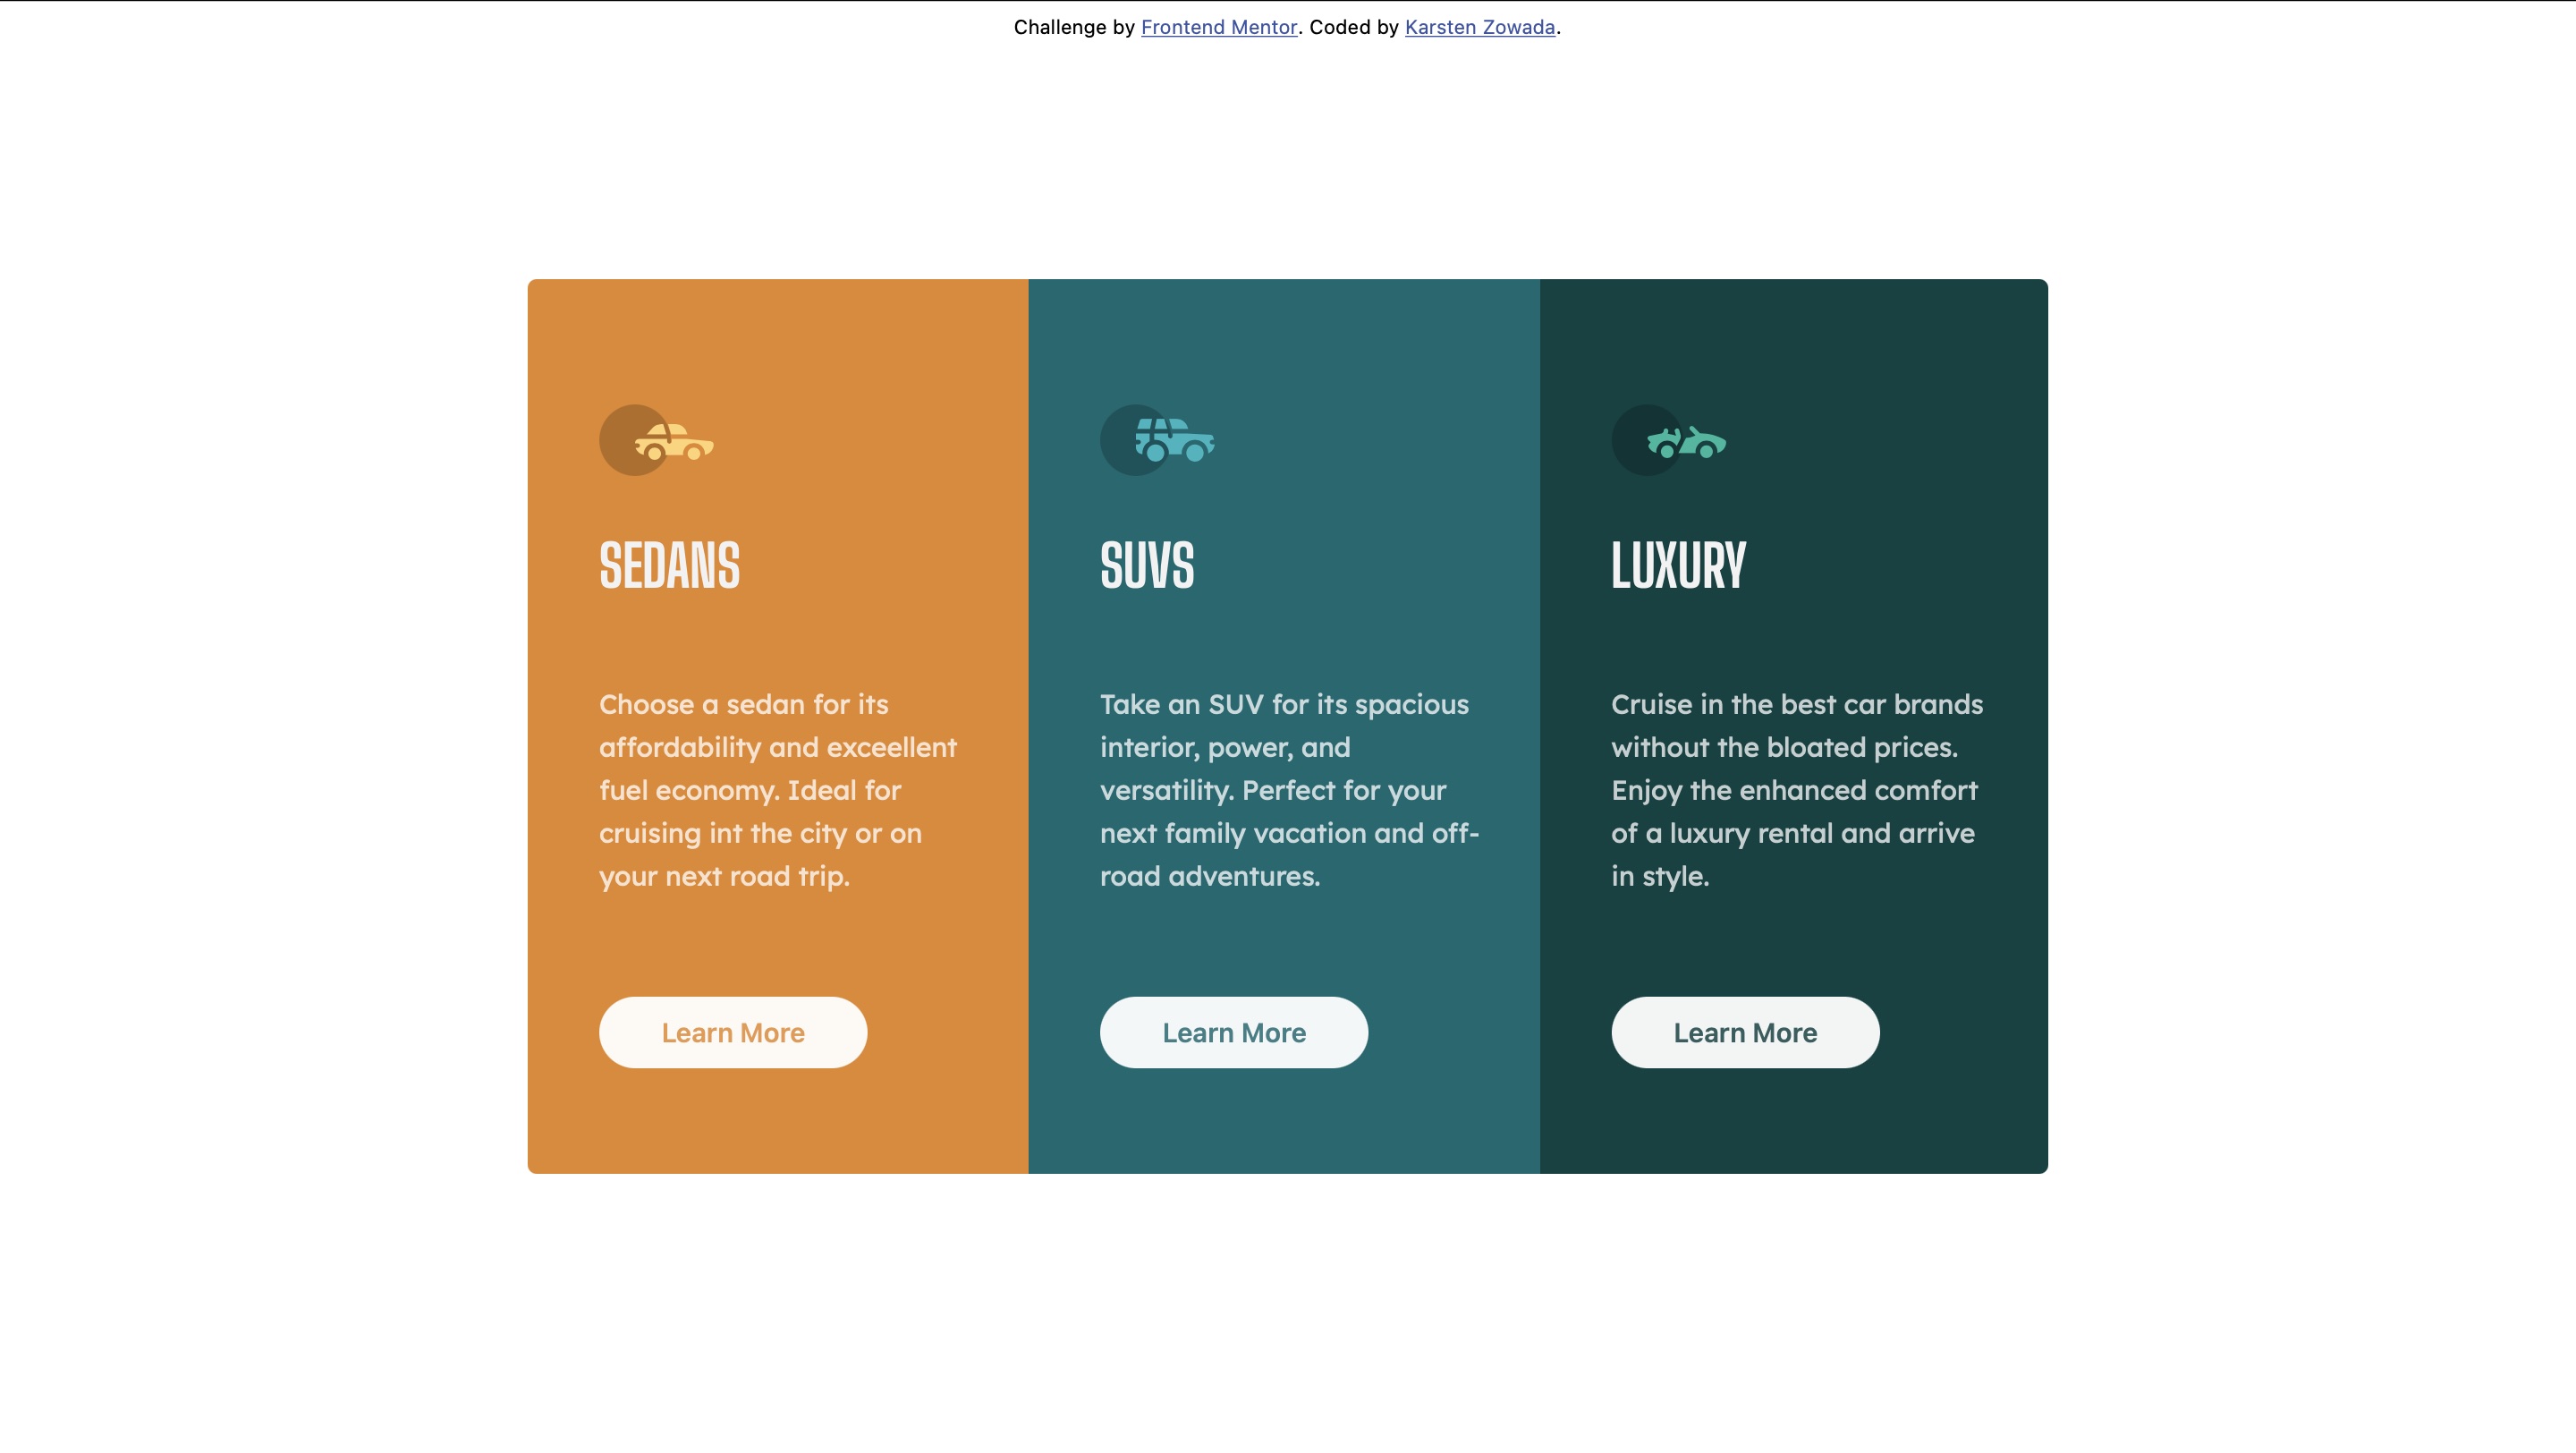 Challenge by Frontend Mentor. Coded by Karsten Zowada.
SEDANS
Choose a sedan for its
affordability and exceellent
fuel economy. Ideal for
cruising int the city or on
your next road trip.
Learn More
SUVS
Take an SUV for its spacious
interior, power, and
versatility. Perfect for your
next family vacation and off-
road adventures.
Learn More
LUXURY
Cruise in the best car brands
without the bloated prices.
Enjoy the enhanced comfort
of a luxury rental and arrive
in style.
Learn More